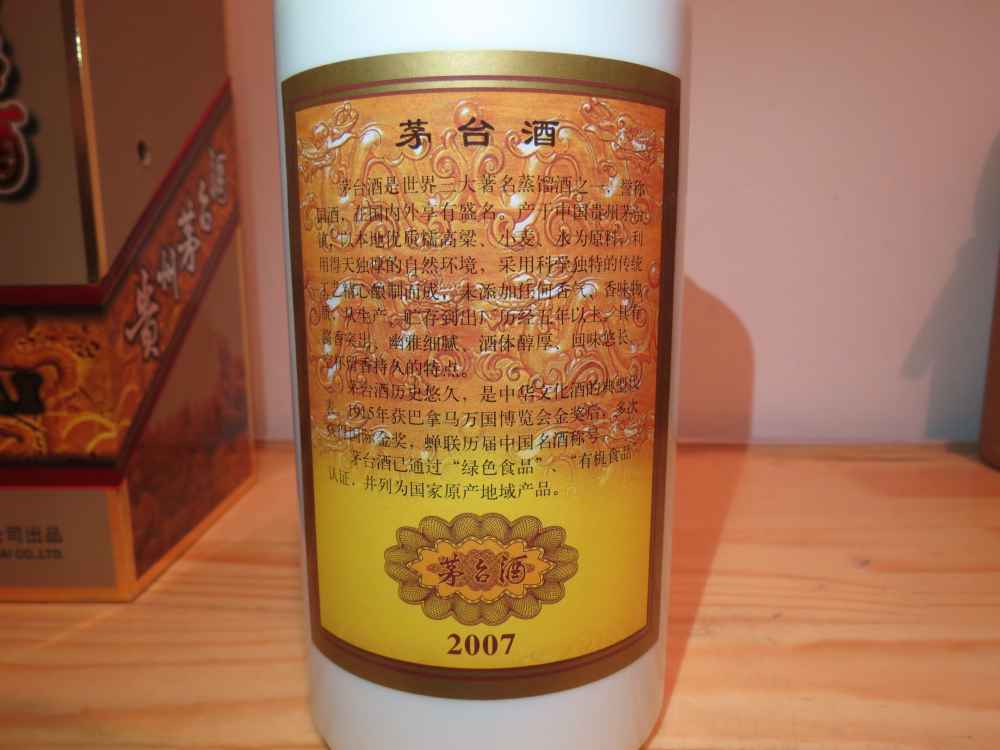 茅台酒
茅台酒是世界三大著名蒸馏酒之一，誉称
国酒，在国内外享有盛名。产于中国贵州茅台
镇，以本地优质糯高粱、小麦、水为原料，利
用得天独厚的自然环境，采用科学独特的传统
工艺精心酿制而成，未添加任何香气、香味物
质。从生产、贮存到出厂历经五年以上。具有
酱香突出、幽雅细腻、酒体醇厚、回味悠长、
杯留香持久的特点。
茅台酒历史悠久，是中华文化酒的典型代
表，1915年获巴拿马万国博览会金奖后，多次
获得国际金奖，蝉联历届中国名酒称号。
茅台酒已通过“绿色食品”、“有机食品”
认证，并列为国家原产地域产品。
茅台酒
2007
贵州茅台
公司出品
CO.,LTD.